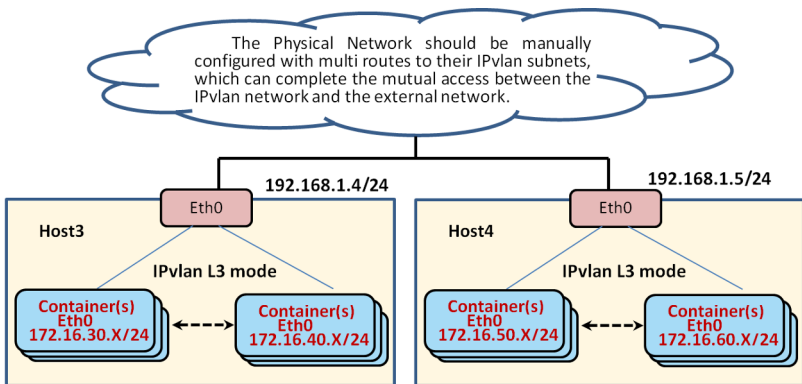 The Physical Network should be manually
configured with multi routes to their IPvlan subnets,
which can complete the mutual access between the
IPvlan network and the external network.
192.168.1.4/24
192.168.1.5/24
Eth0
Eth0
Host3
Host4
IPvlan L3 mode
IPvlan L3 mode
Container(s)
Eth0
172.16.30.X/24
Container(s)
Eth0
172.16.40.X/24
Container(s)
Eth0
172.16.50.X/24
Container(s)
Eth0
172.16.60.X/24